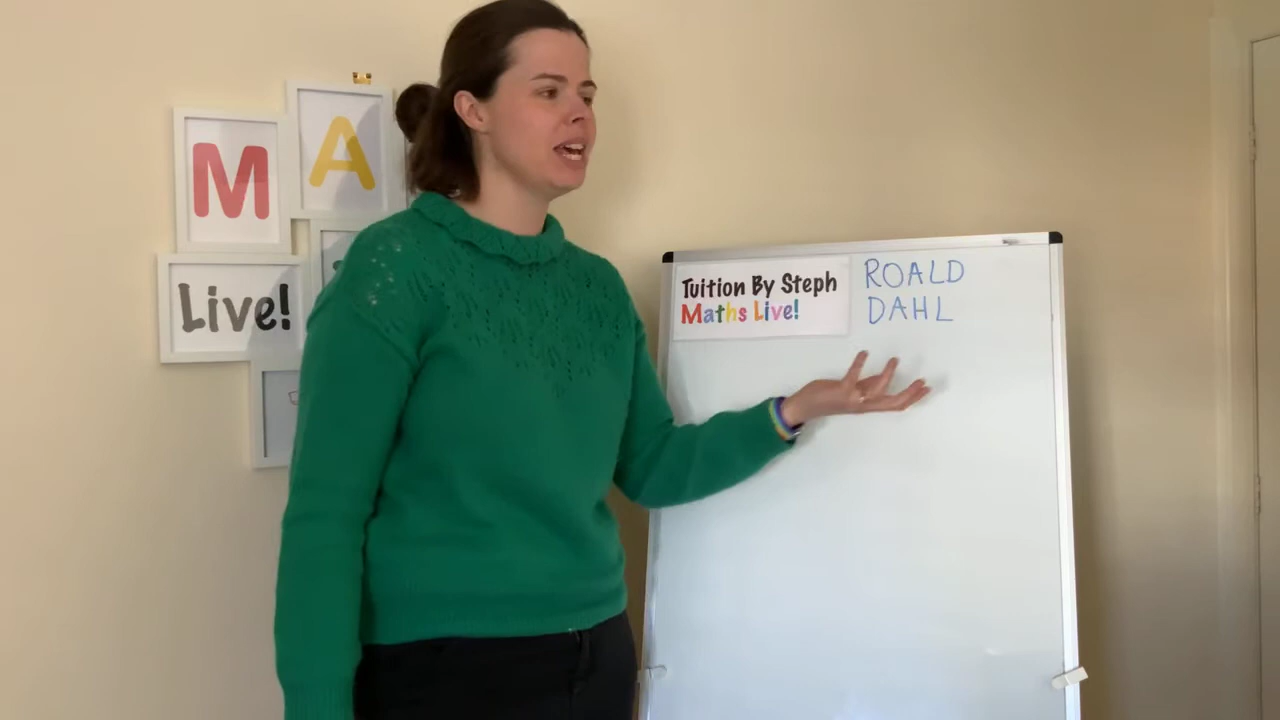 M A
Live!
Tuition By Steph
Maths Live!
ROALD
DAHL